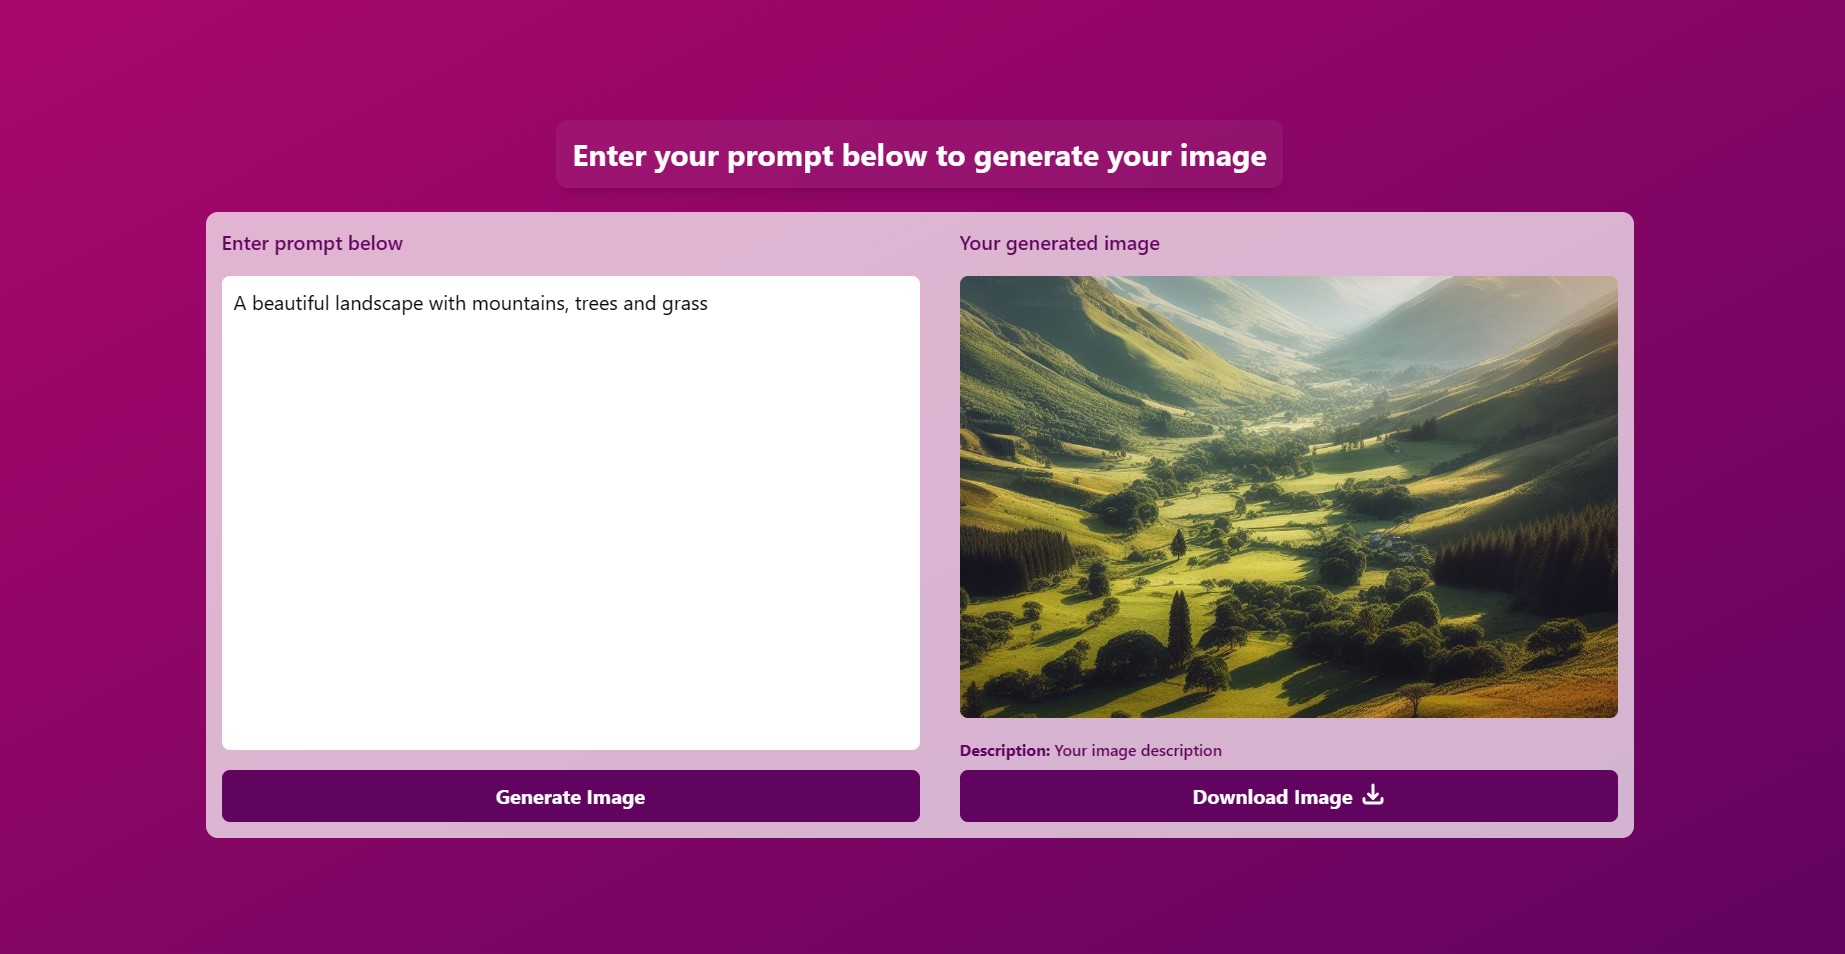 Enter your prompt below to generate your image
Enter prompt below
A beautiful landscape with mountains, trees and grass
Generate Image
Your generated image
Description: Your image description
Download Image